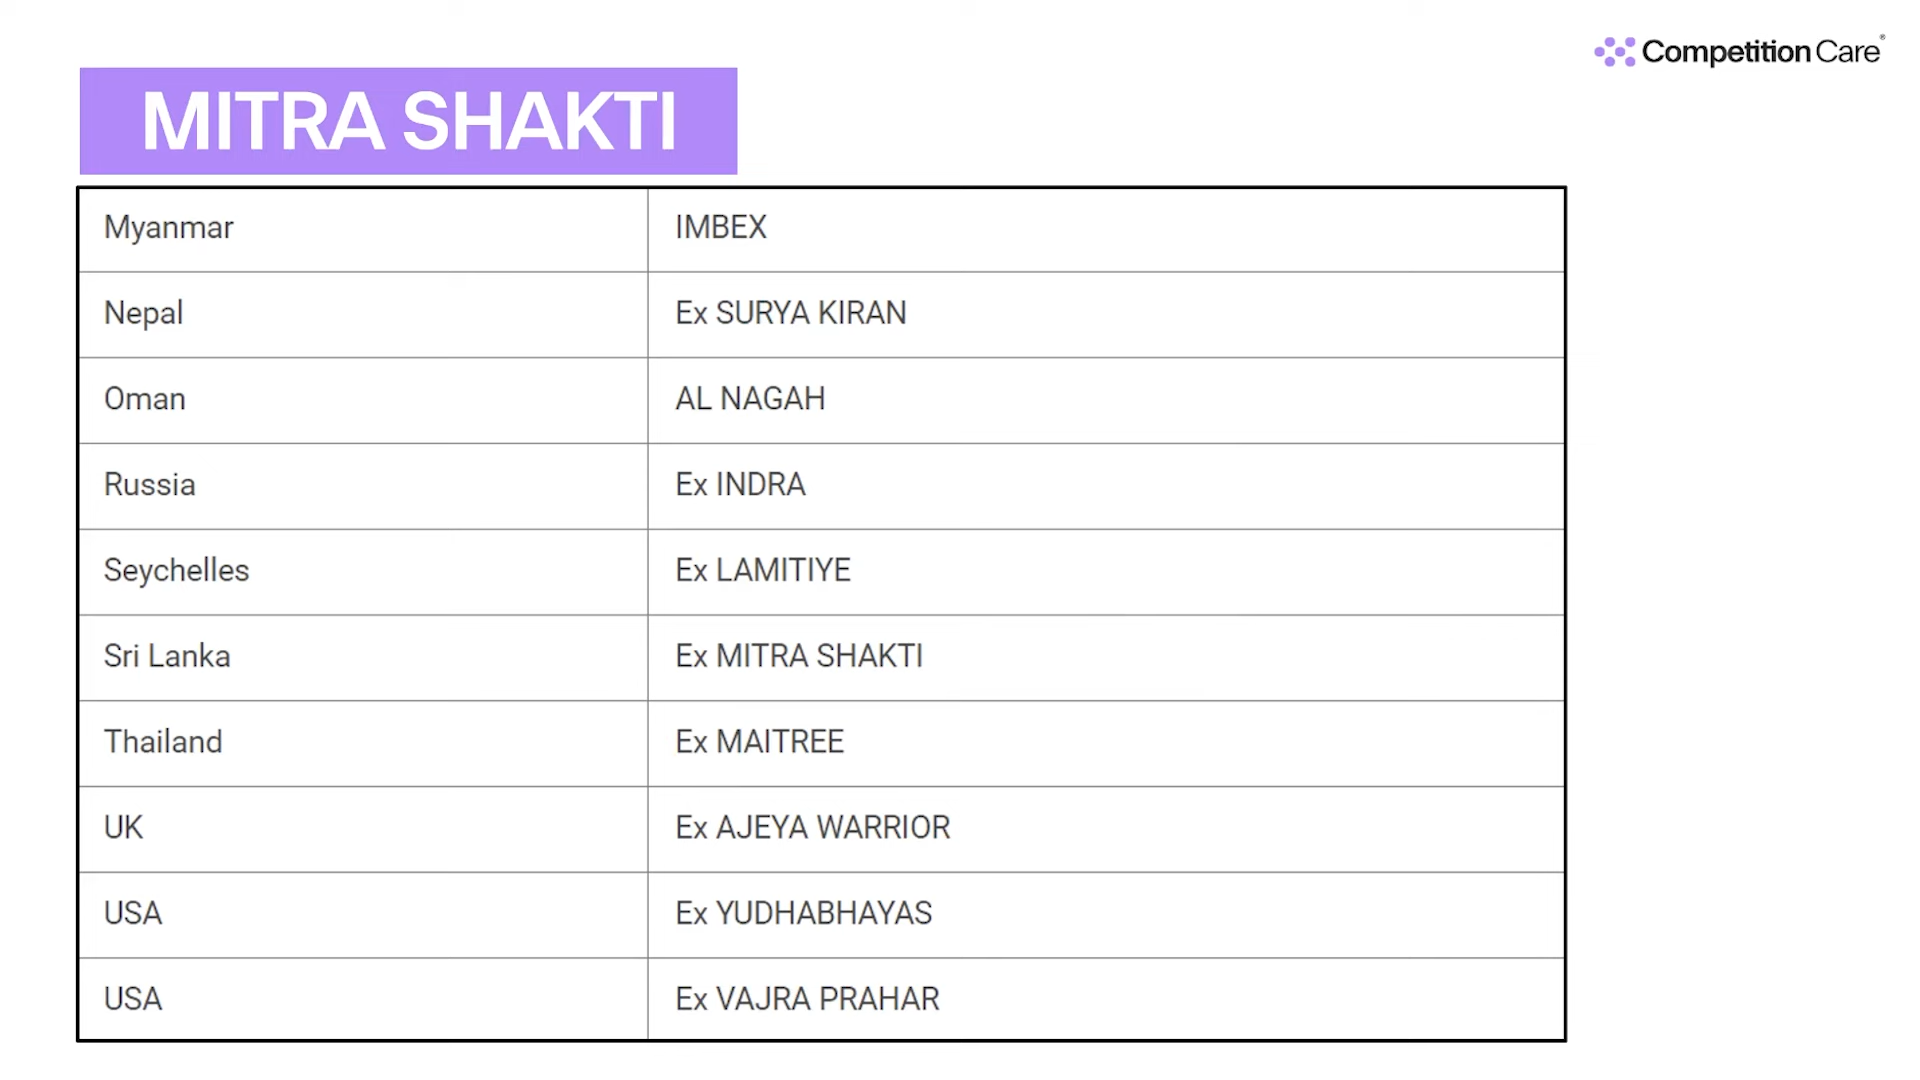 Competition Care®
MITRA SHAKTI
Myanmar IMBEX
Nepal Ex SURYA KIRAN
Oman AL NAGAH
Russia Ex INDRA
Seychelles Ex LAMITIYE
Sri Lanka Ex MITRA SHAKTI
Thailand Ex MAITREE
UK Ex AJEYA WARRIOR
USA Ex YUDHABHAYAS
USA Ex VAJRA PRAHAR